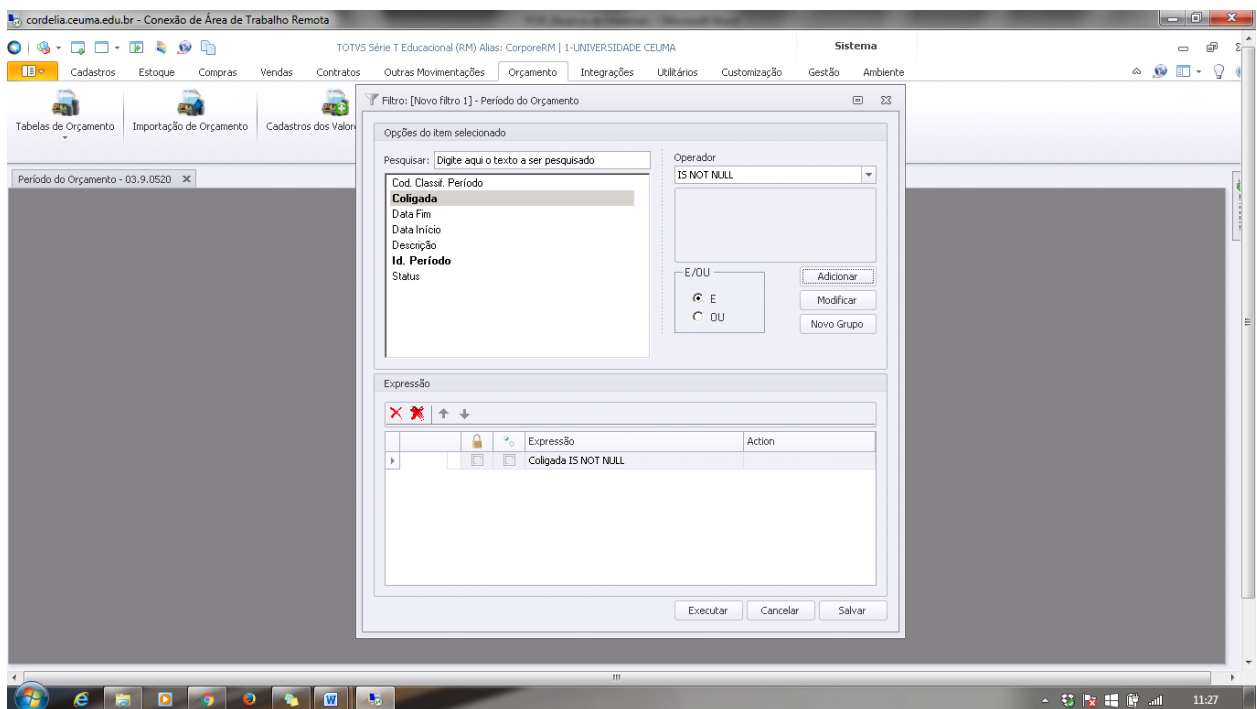 cordelia.ceuma.edu.br - Conexão de Área de Trabalho Remota
TOTVS Série T Educacional (RM) Alias: CorporeRM | 1-UNIVERSIDADE CEUMA
Sistema
Cadastros Estoque Compras Vendas Contratos Outras Movimentações Orçamento Integrações Utilitários Customização Gestão Ambiente
Tabelas de Orçamento Importação de Orçamento Cadastros dos Valor
Período do Orçamento - 03.9.0520
Filtro: [Novo filtro 1] - Período do Orçamento
Opções do item selecionado
Pesquisar: Digite aqui o texto a ser pesquisado
Cod. Classif. Período
Coligada
Data Fim
Data Início
Descrição
Id. Período
Status
Operador
IS NOT NULL
E/OU
E
OU
Adicionar
Modificar
Novo Grupo
Expressão
Expressão Action
Coligada IS NOT NULL
Executar Cancelar Salvar
11:27